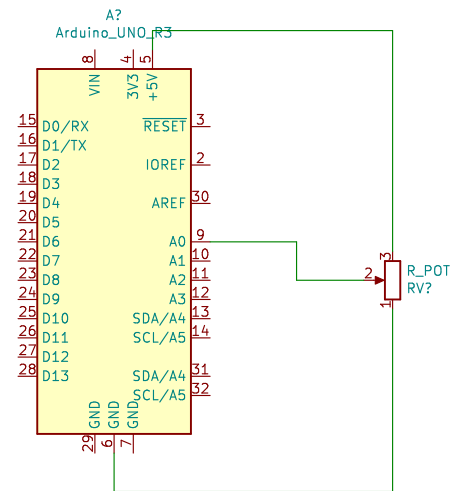 A?
Arduino_UNO_R3
8 4 5
VIN 3V3 +5V
15 D0/RX RESET 3
16 D1/TX
17 D2 IOREF 2
18 D3
19 D4 AREF 30
20 D5
21 D6 A0 9
22 D7 A1 10
23 D8 A2 11
24 D9 A3 12
25 D10 SDA/A4 13
26 D11 SCL/A5 14
27 D12
28 D13 SDA/A4 31
SCL/A5 32
GND GND GND
29 6 7
3
2 R_POT
RV?
1